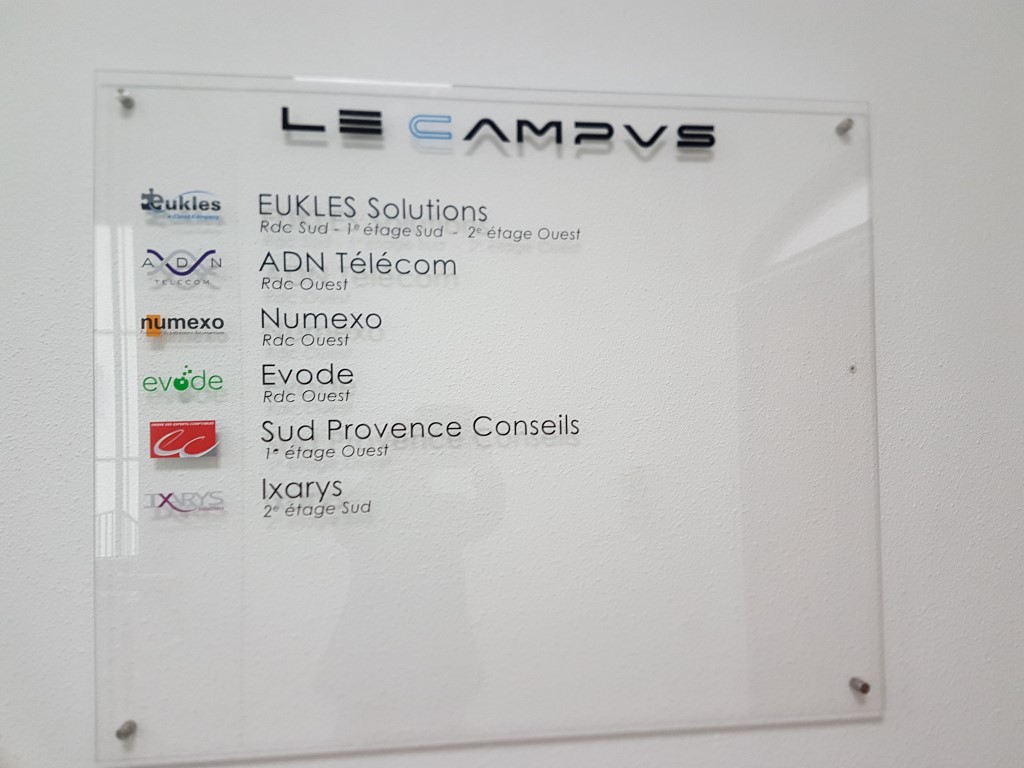 LE CAMPVS
eukles
EUKLES Solutions
Rdc Sud - 1e étage Sud - 2e étage Ouest
ADN
TELECOM
ADN Télécom
Rdc Ouest
numexo
Numexo
Rdc Ouest
evode
Evode
Rdc Ouest
ec
Sud Provence Conseils
1e étage Ouest
IXARYS
Ixarys
2e étage Sud